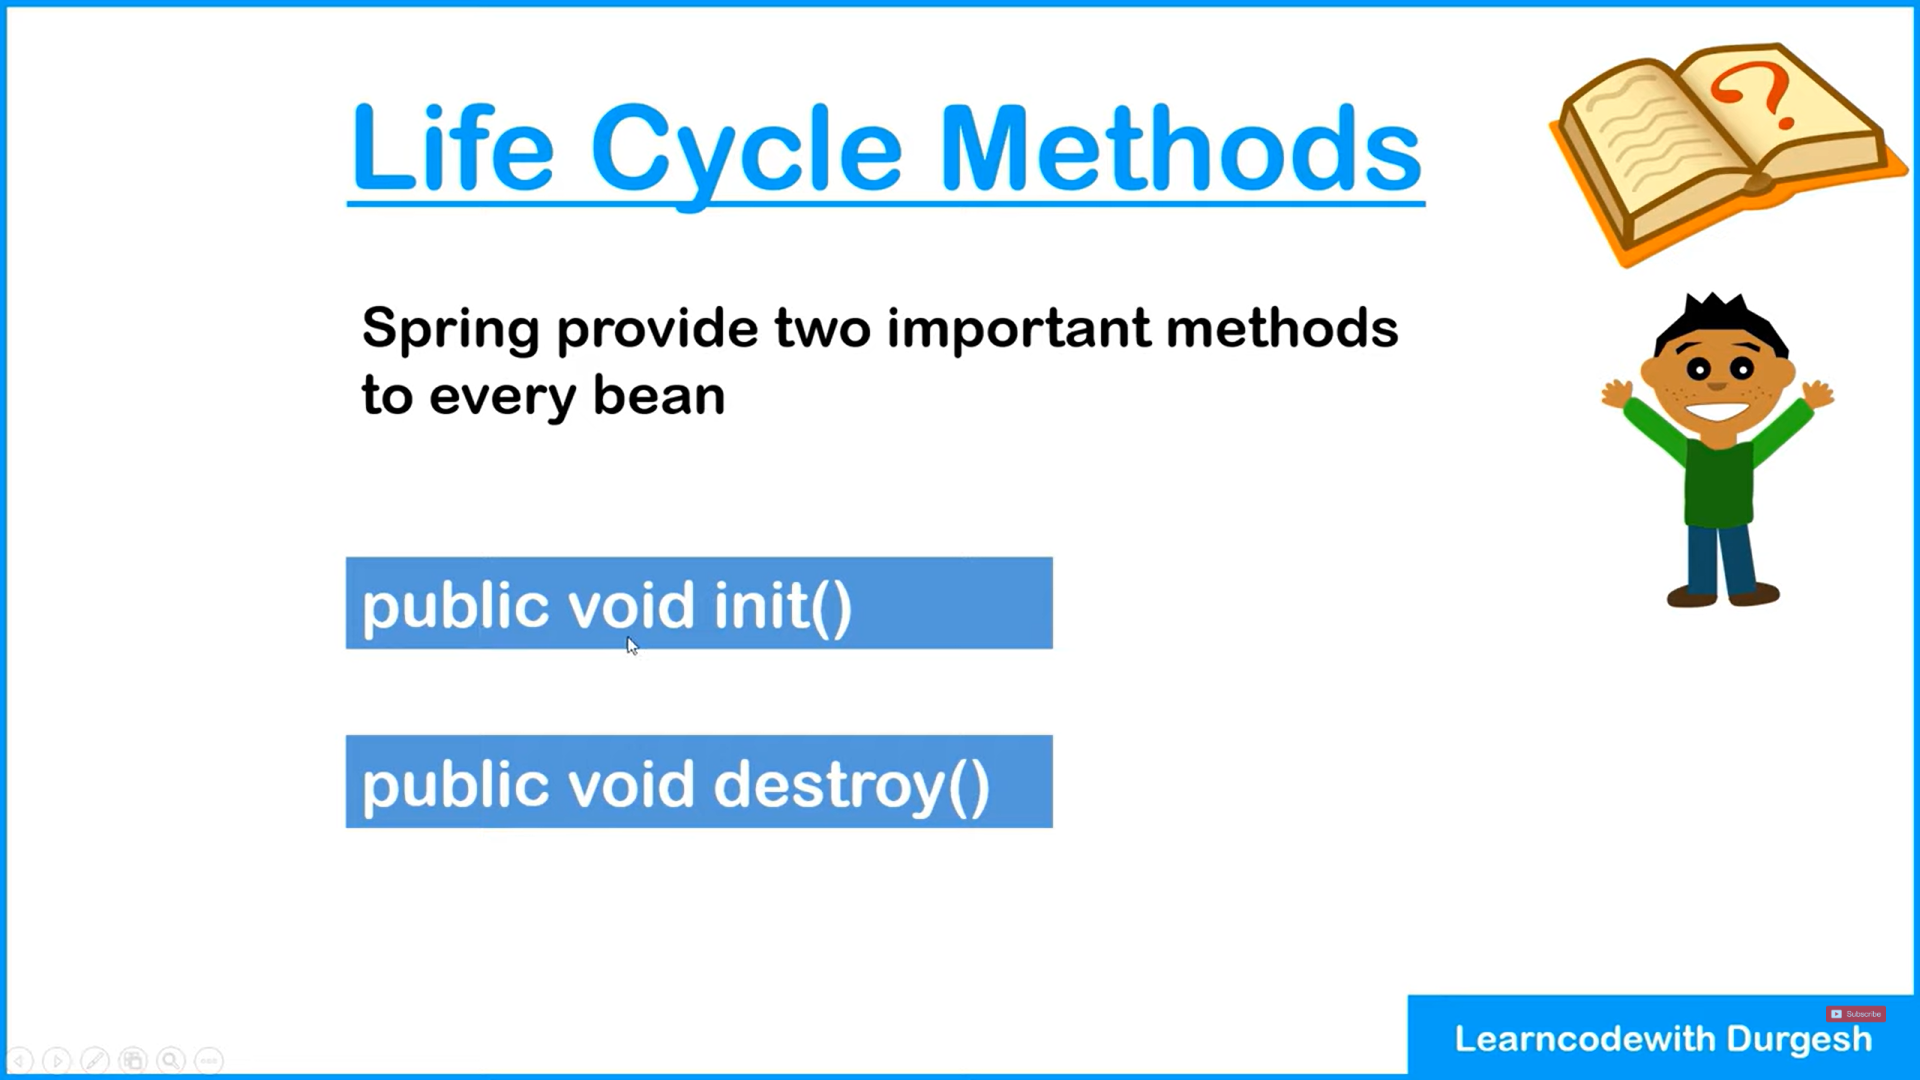 Life Cycle Methods
Spring provide two important methods
to every bean
public void init()
public void destroy()
Subscribe
Learncodewith Durgesh